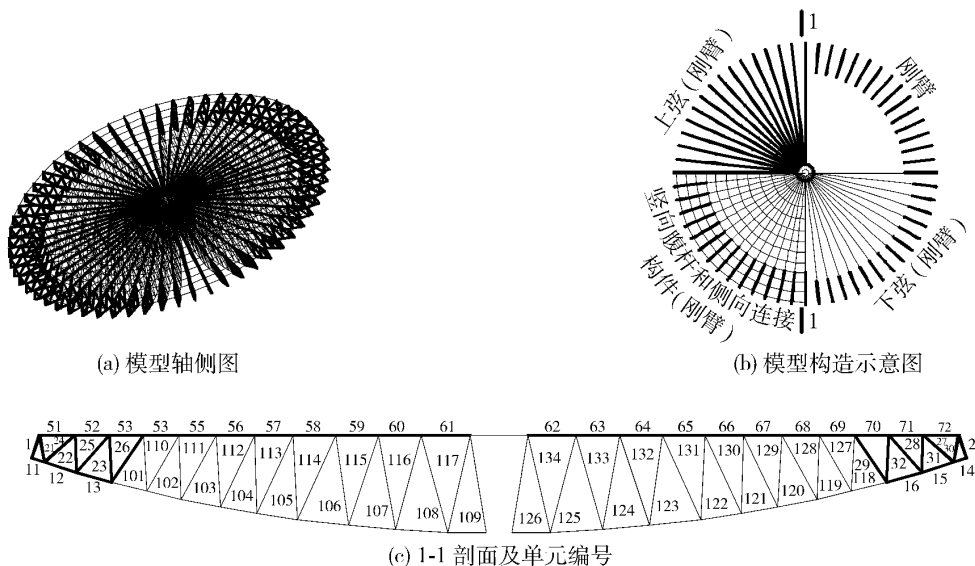 1
上弦(刚臂)
刚臂
竖向腹杆和侧向连接
构件(刚臂)
下弦(刚臂)
1
(a) 模型轴侧图
(b) 模型构造示意图
51 52 53 53 55 56 57 58 59 60 61 62 63 64 65 66 67 68 69 70 71 72
1 21 24 25 26 110 111 112 113 114 115 116 117 134 133 132 131 130 129 128 127 28 27 30 2
11 22 23 101 102 103 104 105 106 107 108 109 126 125 124 123 122 121 120 119 118 29 32 31 14
12 13 16 15
(c) 1-1 剖面及单元编号